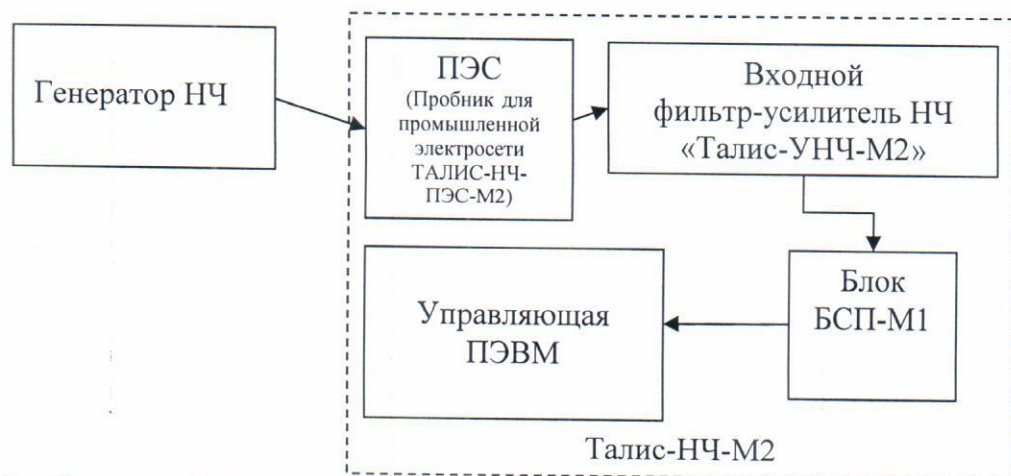 Генератор НЧ
ПЭС
(Пробник для
промышленной
электросети
ТАЛИС-НЧ-
ПЭС-М2)
Входной
фильтр-усилитель НЧ
«Талис-УНЧ-М2»
Блок
БСП-М1
Управляющая
ПЭВМ
Талис-НЧ-М2